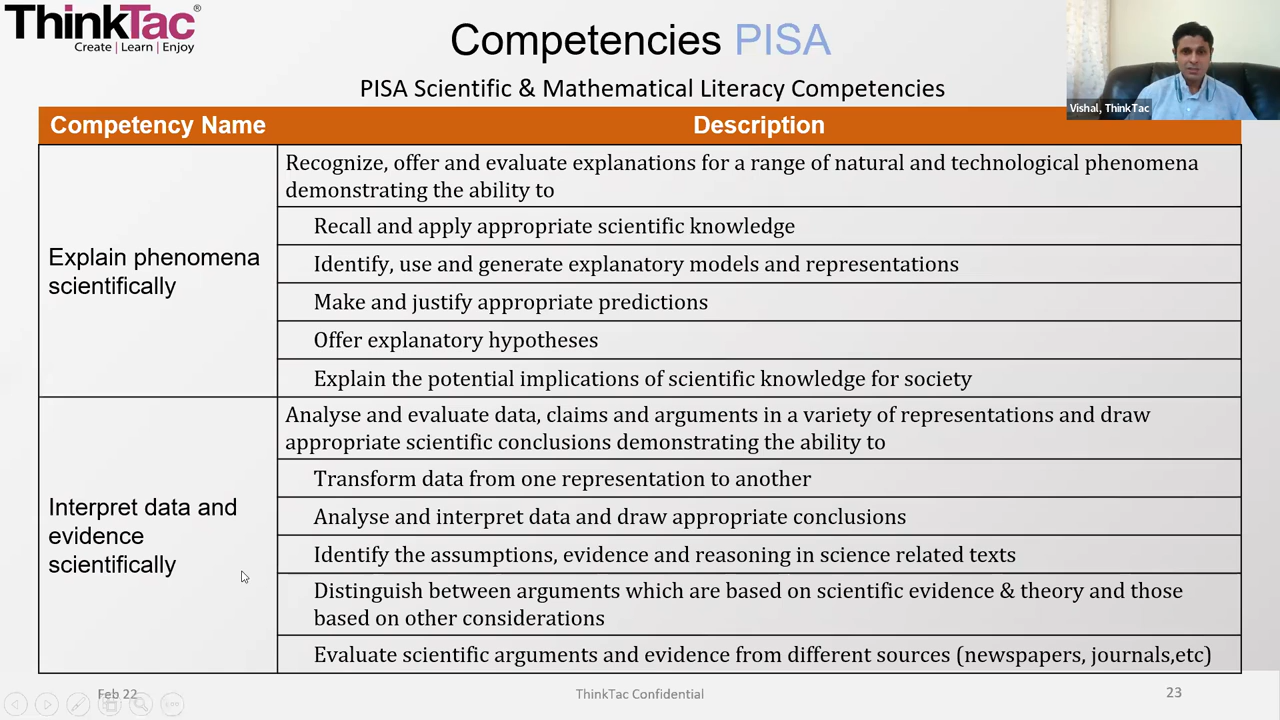 ThinkTac®
Create | Learn | Enjoy
Competencies PISA
PISA Scientific & Mathematical Literacy Competencies
Vishal, ThinkTac
Competency Name
Description
Explain phenomena
scientifically
Recognize, offer and evaluate explanations for a range of natural and technological phenomena
demonstrating the ability to
Recall and apply appropriate scientific knowledge
Identify, use and generate explanatory models and representations
Make and justify appropriate predictions
Offer explanatory hypotheses
Explain the potential implications of scientific knowledge for society
Interpret data and
evidence
scientifically
Analyse and evaluate data, claims and arguments in a variety of representations and draw
appropriate scientific conclusions demonstrating the ability to
Transform data from one representation to another
Analyse and interpret data and draw appropriate conclusions
Identify the assumptions, evidence and reasoning in science related texts
Distinguish between arguments which are based on scientific evidence & theory and those
based on other considerations
Evaluate scientific arguments and evidence from different sources (newspapers, journals,etc)
Feb 22
ThinkTac Confidential
23